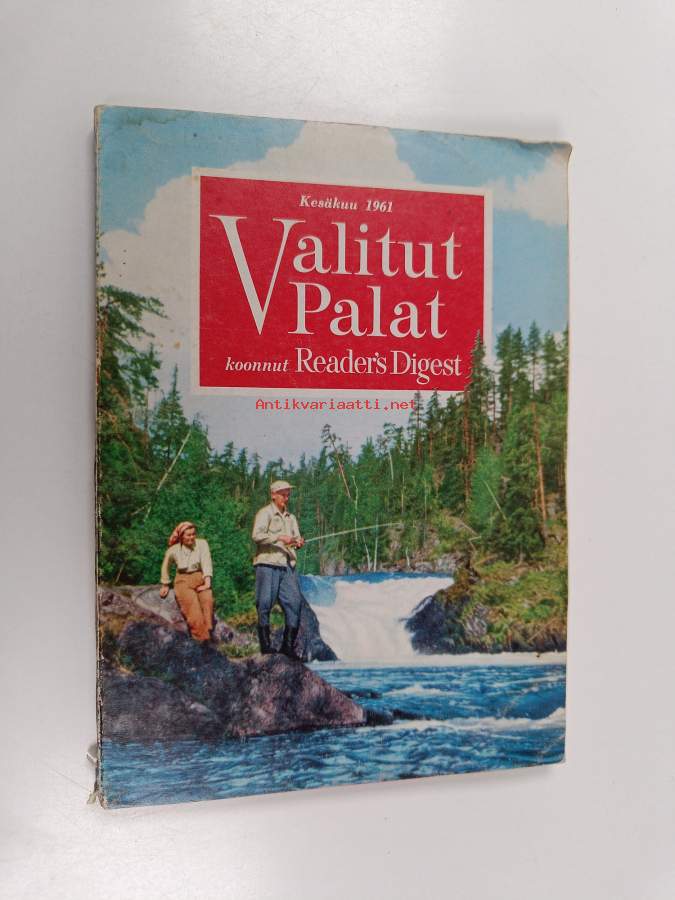 Kesäkuu 1961
Valitut
Palat
koonnut Reader's Digest
Antikvariaatti.net